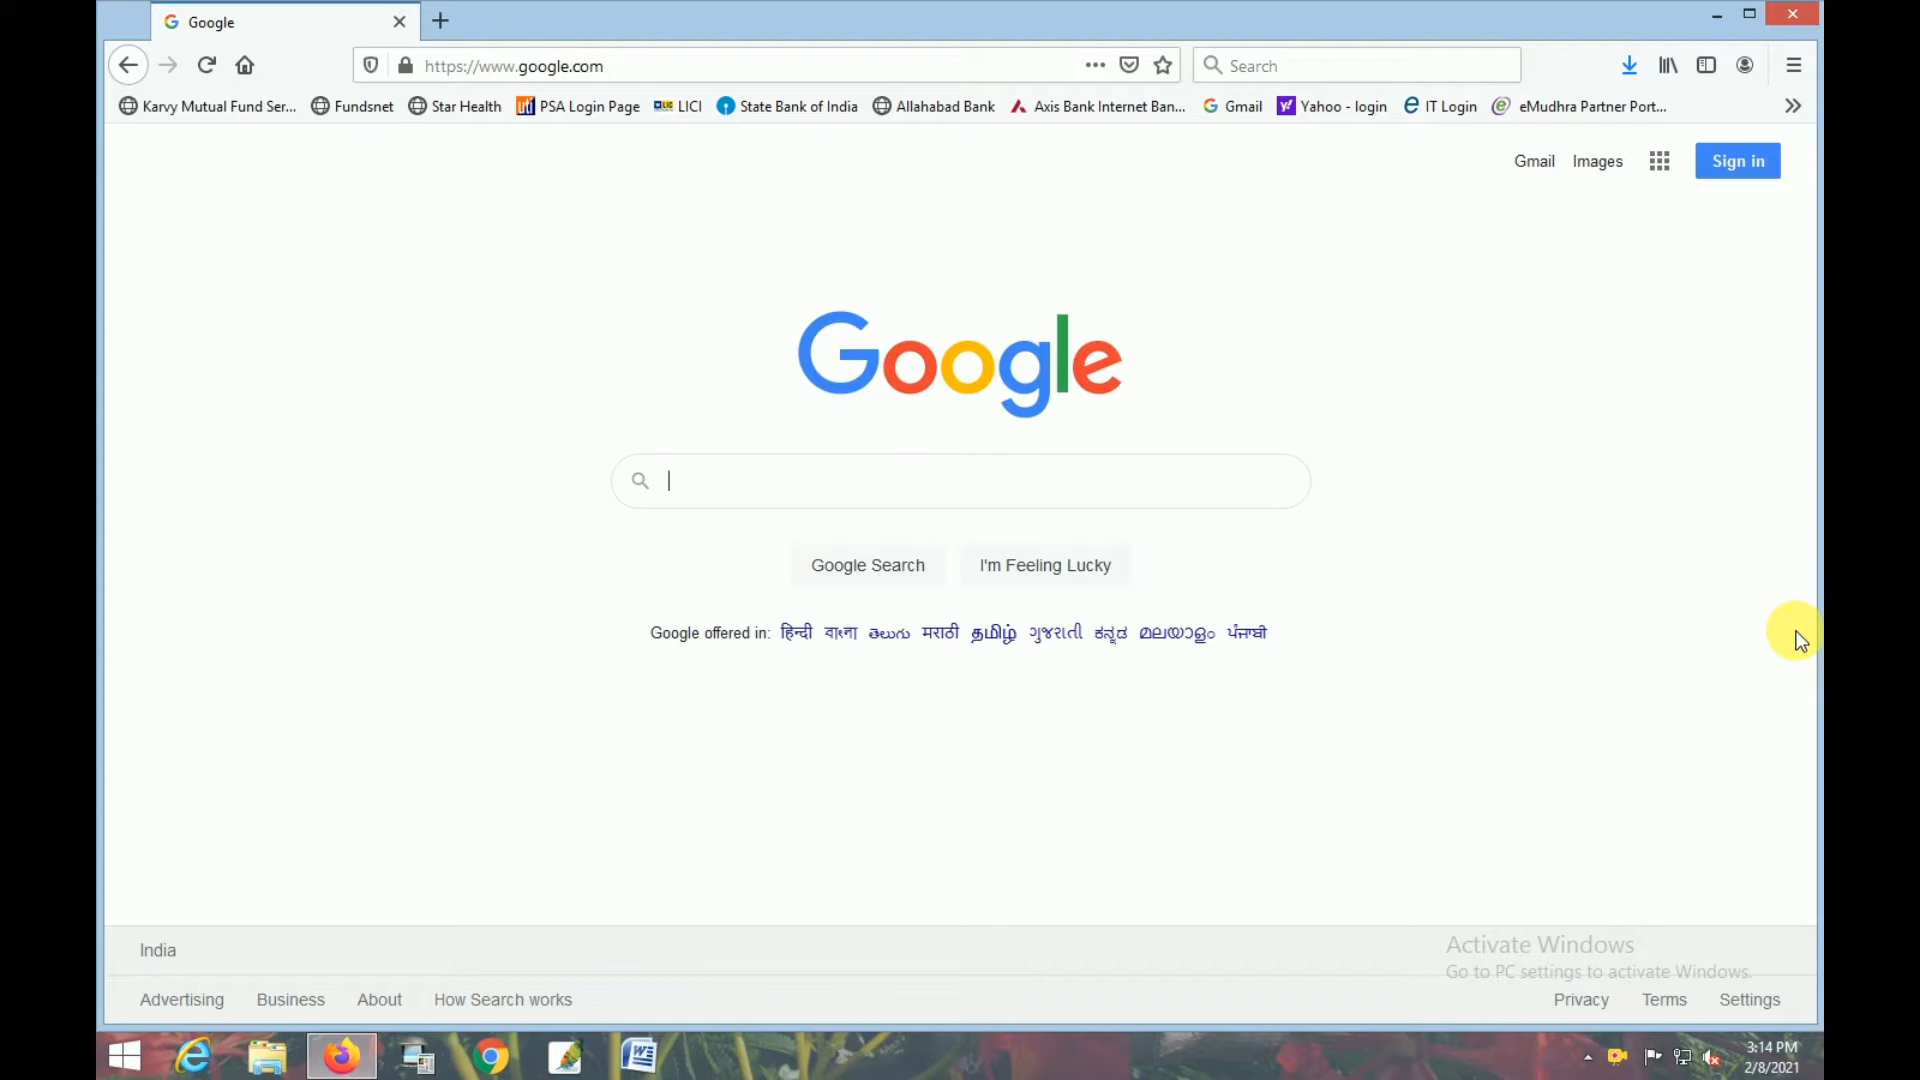 Google
https://www.google.com
Search
Karvy Mutual Fund Ser...
Fundsnet
Star Health
PSA Login Page
LICI
State Bank of India
Allahabad Bank
Axis Bank Internet Ban...
Gmail
Yahoo - login
IT Login
eMudhra Partner Port...
Gmail
Images
Sign in
Google
Google Search
I'm Feeling Lucky
Google offered in: हिन्दी বাংলা తెలుగు मराठी தமிழ் ગુજરાતી ಕನ್ನಡ മലയാളം ਪੰਜਾਬੀ
India
Activate Windows
Go to PC settings to activate Windows.
Advertising
Business
About
How Search works
Privacy
Terms
Settings
3:14 PM
2/8/2021